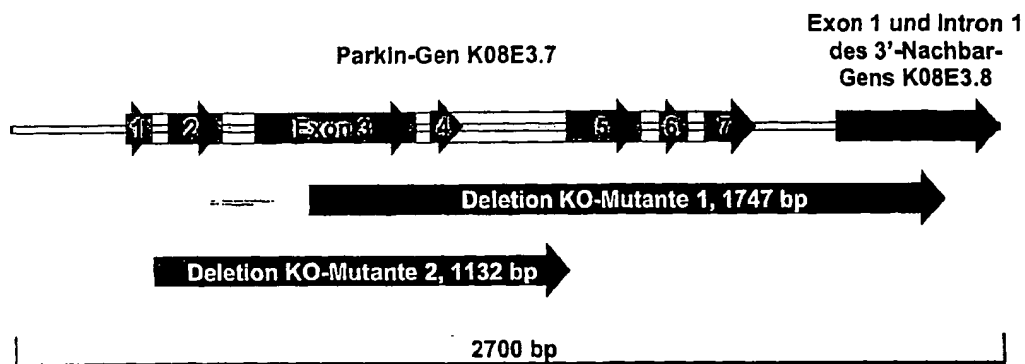 Exon 1 und Intron 1
des 3'-Nachbar-
Gens K08E3.8
Parkin-Gen K08E3.7
1 2 Exon 3 4 5 6 7
Deletion KO-Mutante 1, 1747 bp
Deletion KO-Mutante 2, 1132 bp
2700 bp